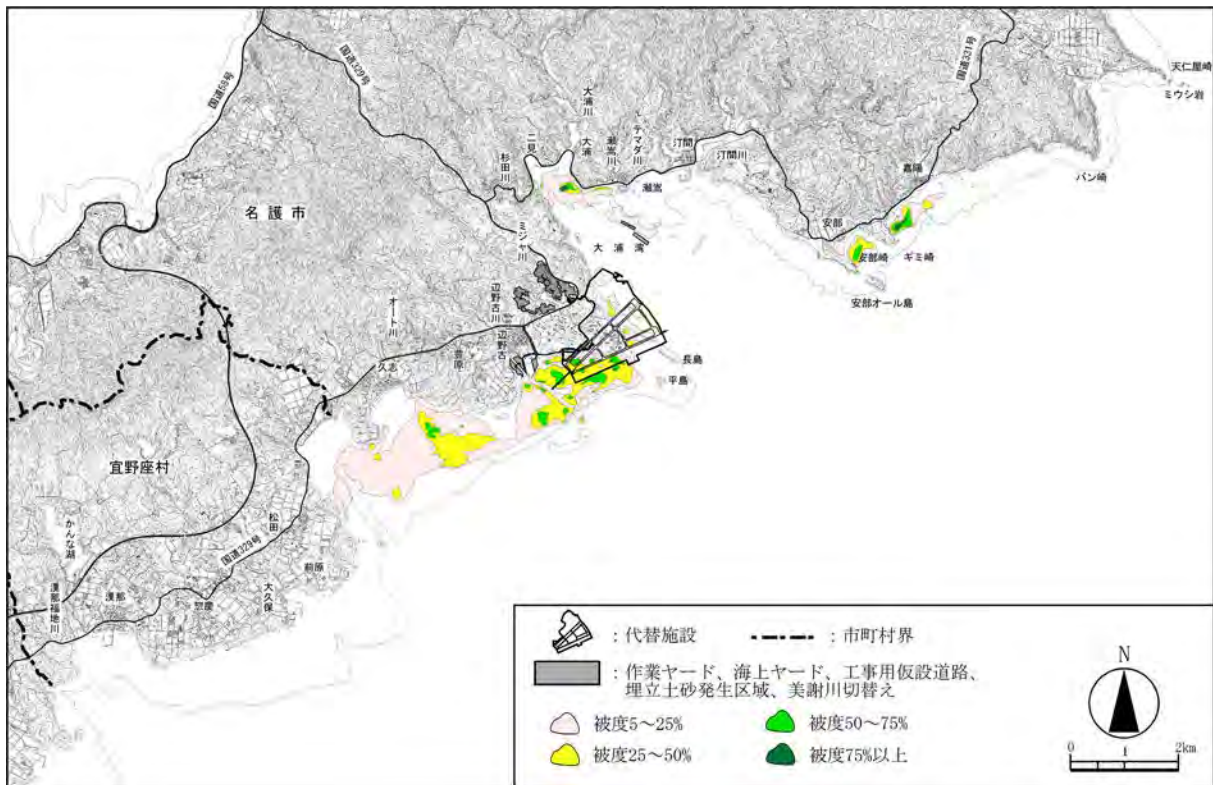 国道58号
国道329号
国道331号
天仁屋崎
ミウシ岩
バン崎
大浦川
二見
大浦
瀬嵩川
テマダ川
汀間
汀間川
杉田川
瀬嵩
嘉陽
名護市
ミジャ川
大浦湾
安部
安部崎
ギミ崎
安部オール島
辺野古川
辺野古
オート川
久志
豊原
長島
平島
宜野座村
かんな湖
松田
国道329号
前原
大久保
惣慶
漢那
漢那福地川
：代替施設
：市町村界
：作業ヤード、海上ヤード、工事用仮設道路、
埋立土砂発生区域、美謝川切替え
被度5～25%
被度50～75%
被度25～50%
被度75%以上
N
0 1 2km